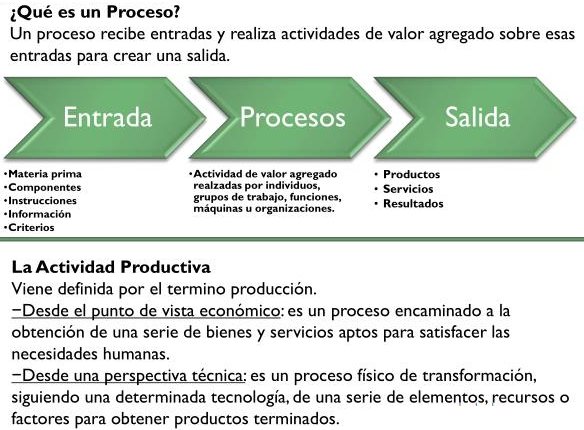 ¿Qué es un Proceso?
Un proceso recibe entradas y realiza actividades de valor agregado sobre esas
entradas para crear una salida.
Entrada
Procesos
Salida
•Materia prima
•Componentes
•Instrucciones
•Información
•Criterios
•Actividad de valor agregado
realzadas por individuos,
grupos de trabajo, funciones,
máquinas u organizaciones.
• Productos
• Servicios
• Resultados
La Actividad Productiva
Viene definida por el termino producción.
−Desde el punto de vista económico: es un proceso encaminado a la
obtención de una serie de bienes y servicios aptos para satisfacer las
necesidades humanas.
−Desde una perspectiva técnica: es un proceso físico de transformación,
siguiendo una determinada tecnología, de una serie de elementos, recursos o
factores para obtener productos terminados.